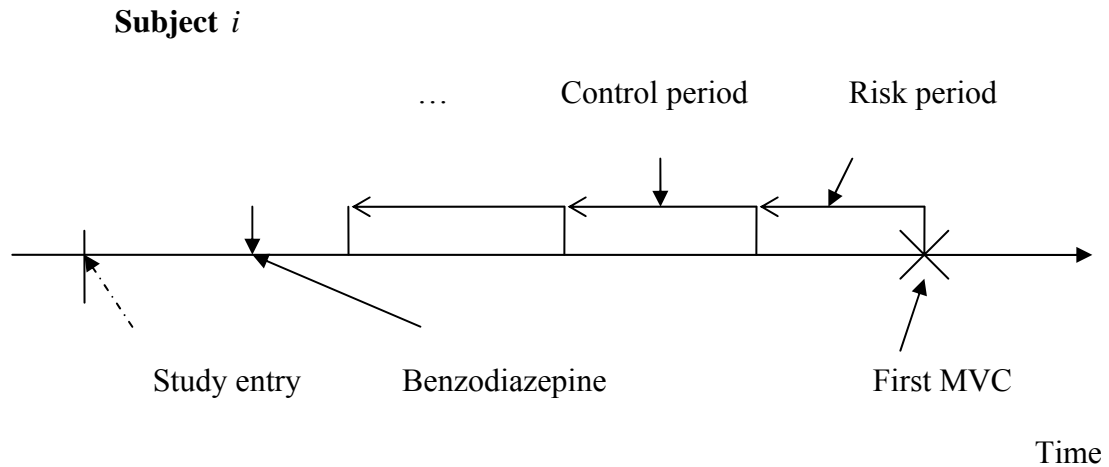 Subject i
… Control period Risk period
Study entry Benzodiazepine First MVC
Time